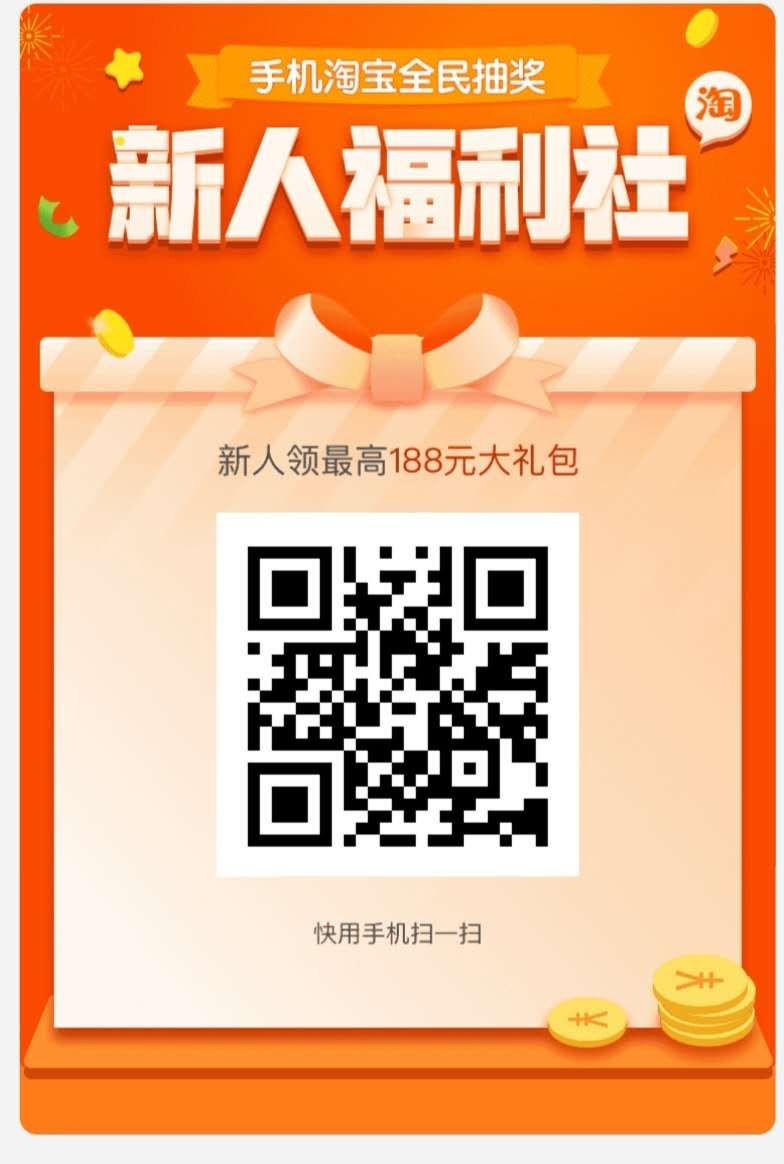 手机淘宝全民抽奖
淘
新人福利社
新人领最高188元大礼包
快用手机扫一扫
¥
¥